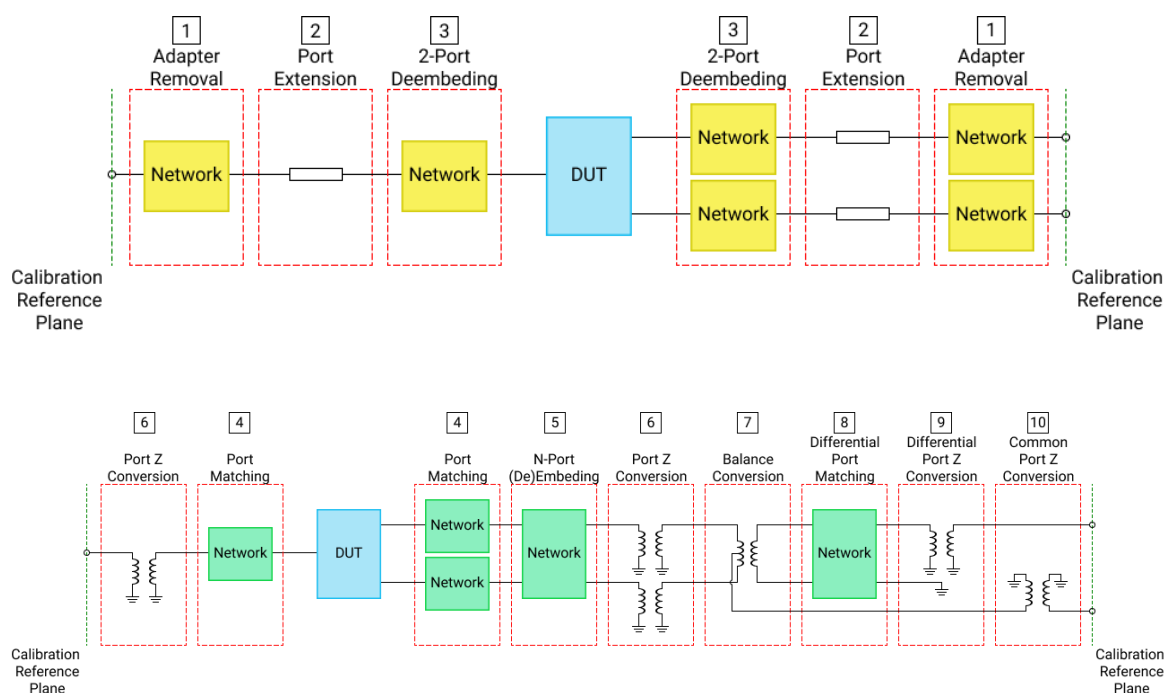 1
Adapter
Removal
2
Port
Extension
3
2-Port
Deembeding
3
2-Port
Deembeding
2
Port
Extension
1
Adapter
Removal
Network
Network
DUT
Network
Network
Network
Network
Calibration
Reference
Plane
Calibration
Reference
Plane
6
Port Z
Conversion
4
Port
Matching
4
Port
Matching
5
N-Port
(De)Embeding
6
Port Z
Conversion
7
Balance
Conversion
8
Differential
Port
Matching
9
Differential
Port Z
Conversion
10
Common
Port Z
Conversion
Network
DUT
Network
Network
Network
Network
Calibration
Reference
Plane
Calibration
Reference
Plane